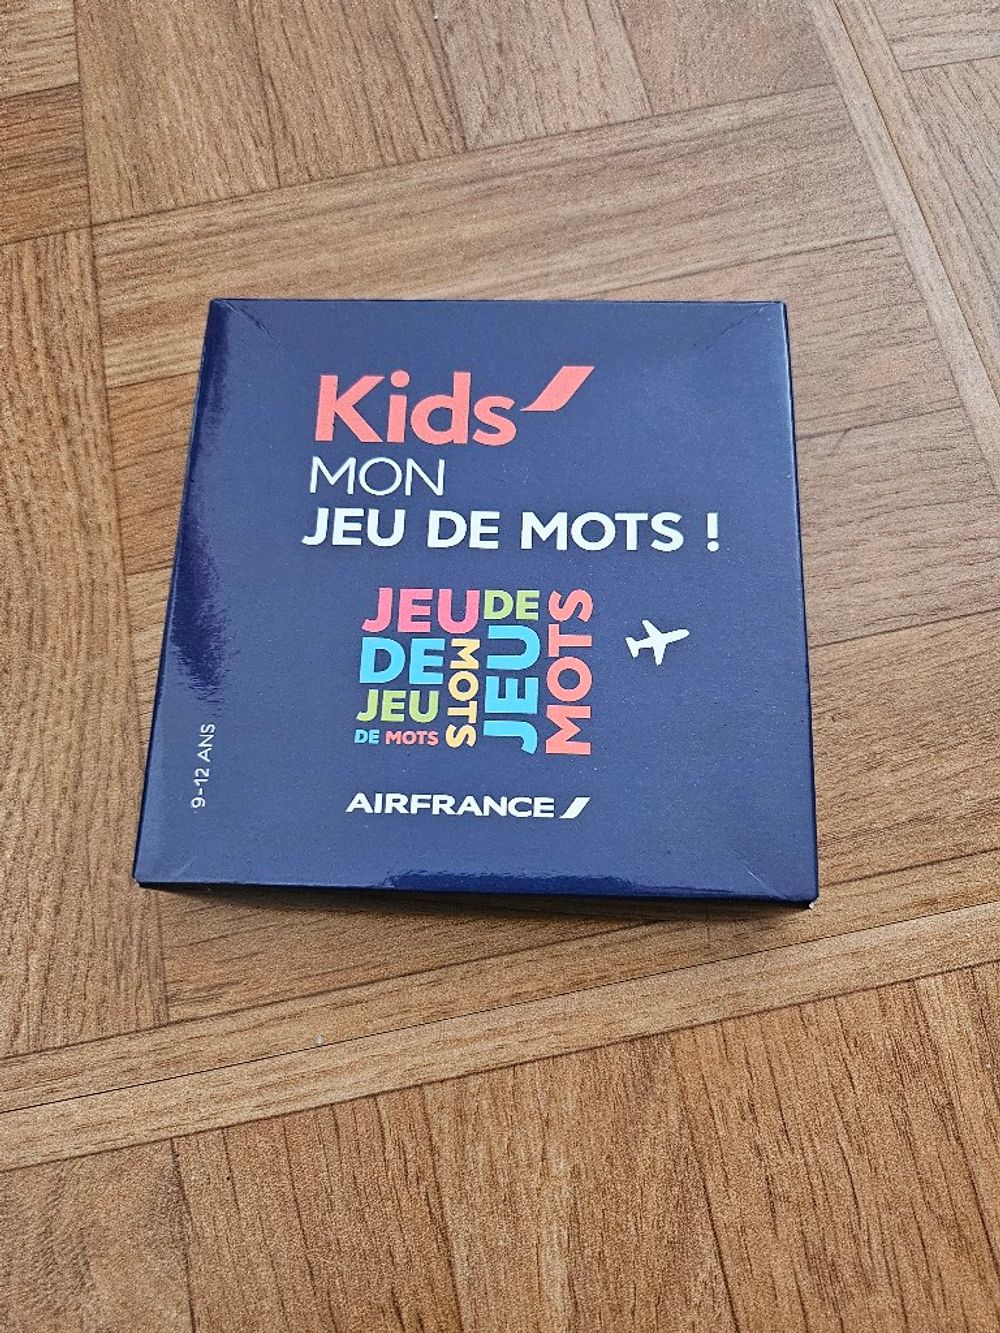 Kids
MON
JEU DE MOTS !
JEU DE
DE MOTS JEU MOTS
JEU
DE MOTS
9-12 ANS
AIRFRANCE